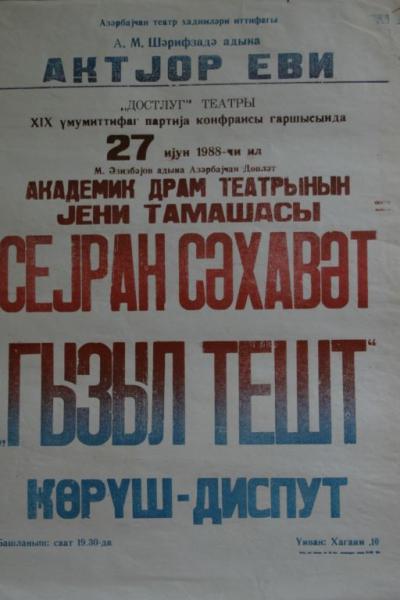 Азәрбајҹан театр хадимләри иттифагы
А. М. Шәрифзадә адына
АКТЈОР ЕВИ
„ДОСТЛУГ" ТЕАТРЫ
XIX үмумиттифаг партија конфрансы гаршысында
27 ијун 1988-чи ил
М. Әзизбәјов адына Азәрбајҹан Дөвләт
АКАДЕМИК ДРАМ ТЕАТРЫНЫН
ЈЕНИ ТАМАШАСЫ
СЕЈРАН СӘХАВӘТ
„ГЫЗЫЛ ТЕШТ"
КӨРҮШ-ДИСПУТ
Башланыш: саат 19.30-да
Үнван: Хагани ,10